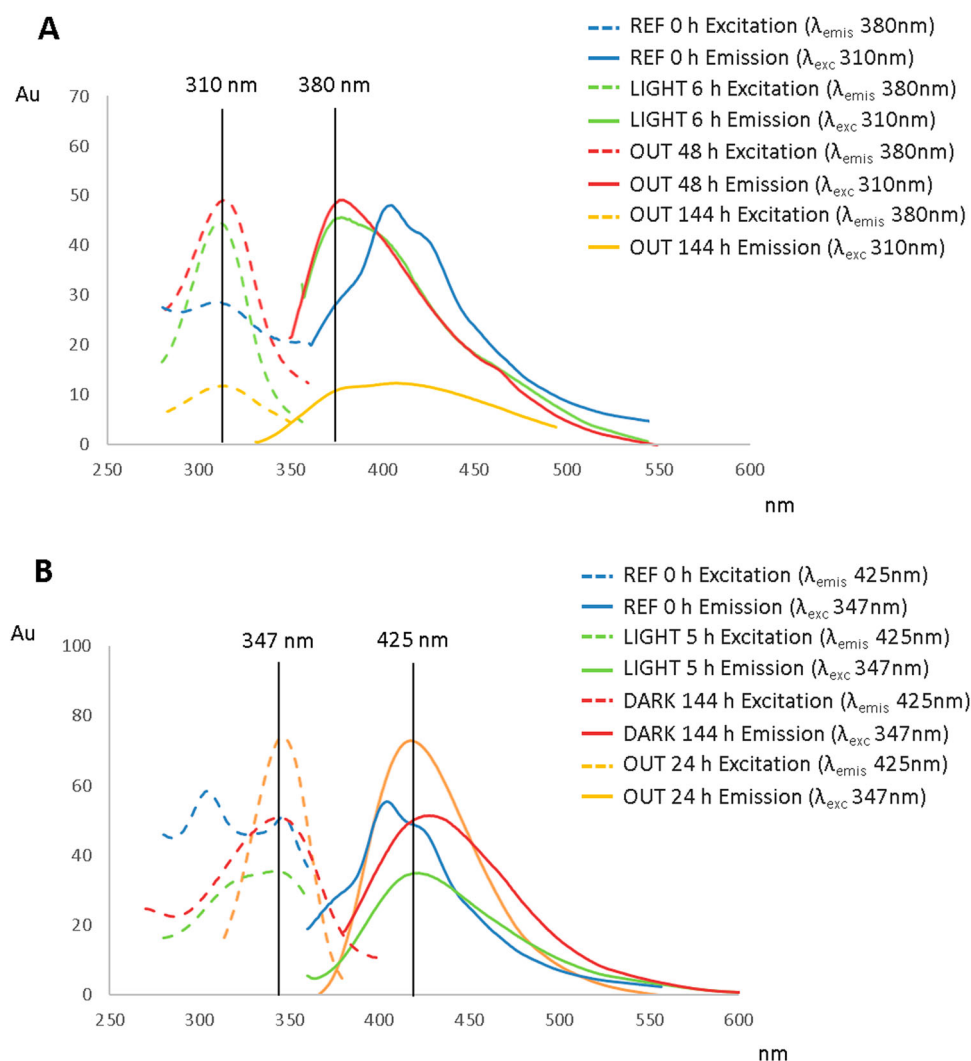 A
REF 0 h Excitation (λemis 380nm)
REF 0 h Emission (λexc 310nm)
LIGHT 6 h Excitation (λemis 380nm)
LIGHT 6 h Emission (λexc 310nm)
OUT 48 h Excitation (λemis 380nm)
OUT 48 h Emission (λexc 310nm)
OUT 144 h Excitation (λemis 380nm)
OUT 144 h Emission (λexc 310nm)
310 nm 380 nm
Au
70
60
50
40
30
20
10
0
250 300 350 400 450 500 550 600
nm
B
REF 0 h Excitation (λemis 425nm)
REF 0 h Emission (λexc 347nm)
LIGHT 5 h Excitation (λemis 425nm)
LIGHT 5 h Emission (λexc 347nm)
DARK 144 h Excitation (λemis 425nm)
DARK 144 h Emission (λexc 347nm)
OUT 24 h Excitation (λemis 425nm)
OUT 24 h Emission (λexc 347nm)
347 nm 425 nm
Au
100
80
60
40
20
0
250 300 350 400 450 500 550 600
nm